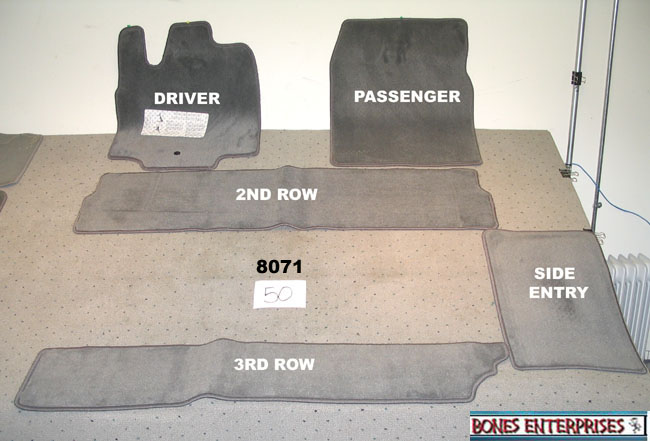 DRIVER
PASSENGER
2ND ROW
8071
50
SIDE
ENTRY
3RD ROW
BONES ENTERPRISES